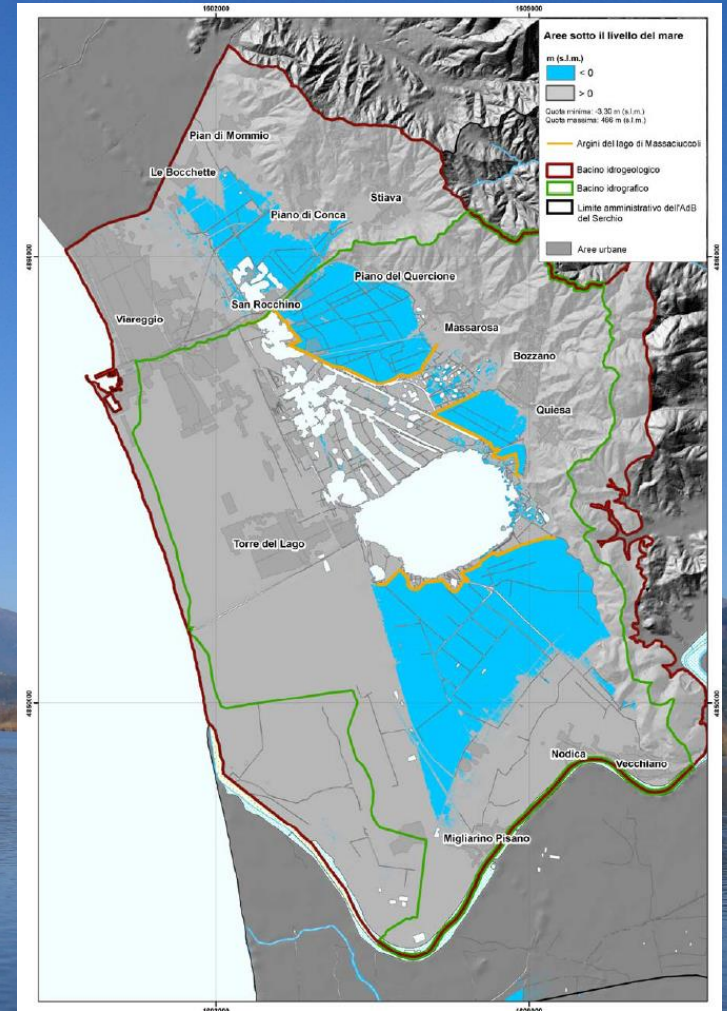 Aree sotto il livello del mare
m (s.l.m.)
< 0
> 0
Quota minima: -3.30 m (s.l.m.)
Quota massima: 466 m (s.l.m.)
Argini del lago di Massaciuccoli
Bacino idrogeologico
Bacino idrografico
Limite amministrativo dell'AdB
del Serchio
Aree urbane
Pian di Mommio
Le Bocchette
Stiava
Piano di Conca
Piano del Quercione
San Rocchino
Viareggio
Massarosa
Bozzano
Quiesa
Torre del Lago
4850000
4850000
Nodica
Vecchiano
Migliarino Pisano